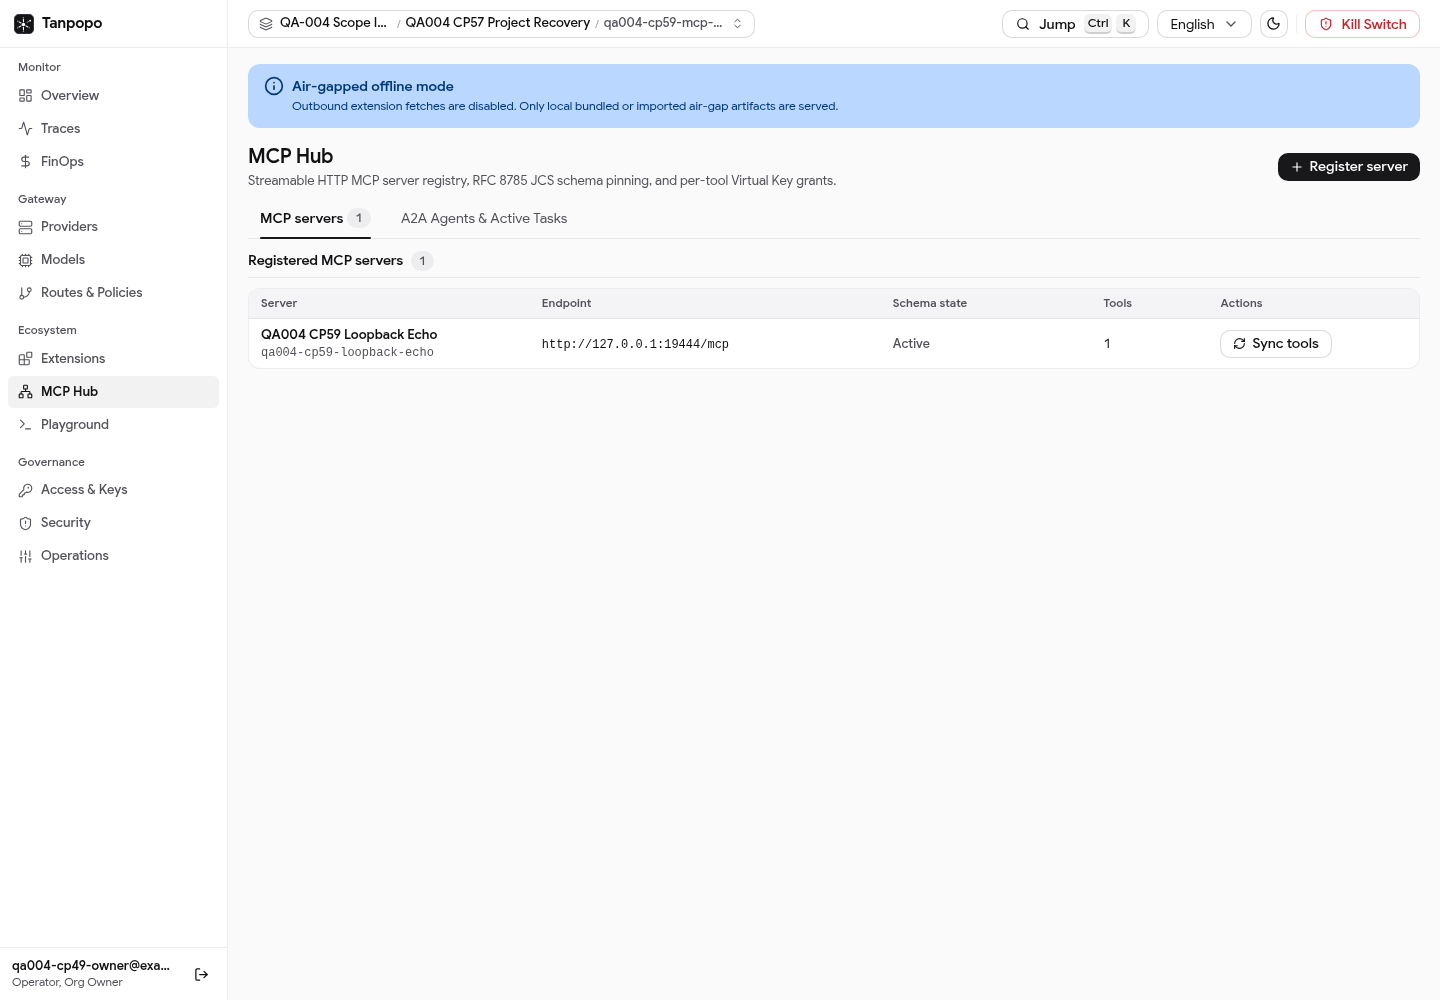 Tanpopo
QA-004 Scope I... / QA004 CP57 Project Recovery / qa004-cp59-mcp-...
Jump Ctrl K
English
Kill Switch
Monitor
Overview
Traces
FinOps
Gateway
Providers
Models
Routes & Policies
Ecosystem
Extensions
MCP Hub
Playground
Governance
Access & Keys
Security
Operations
qa004-cp49-owner@exa...
Operator, Org Owner
Air-gapped offline mode
Outbound extension fetches are disabled. Only local bundled or imported air-gap artifacts are served.
MCP Hub
Streamable HTTP MCP server registry, RFC 8785 JCS schema pinning, and per-tool Virtual Key grants.
Register server
MCP servers 1 A2A Agents & Active Tasks
Registered MCP servers 1
Server Endpoint Schema state Tools Actions
QA004 CP59 Loopback Echo
qa004-cp59-loopback-echo
http://127.0.0.1:19444/mcp Active 1 Sync tools